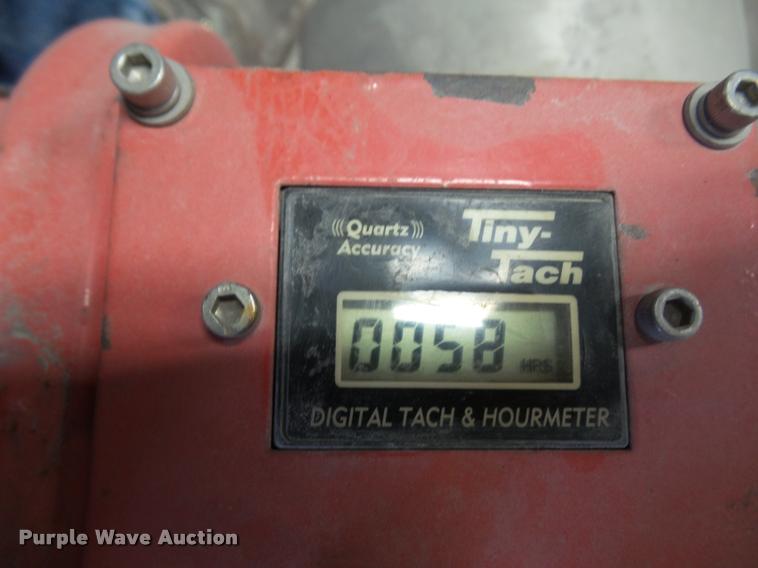 Quartz
Accuracy
Tiny-
Tach
0058 HRS
DIGITAL TACH & HOURMETER
Purple Wave Auction